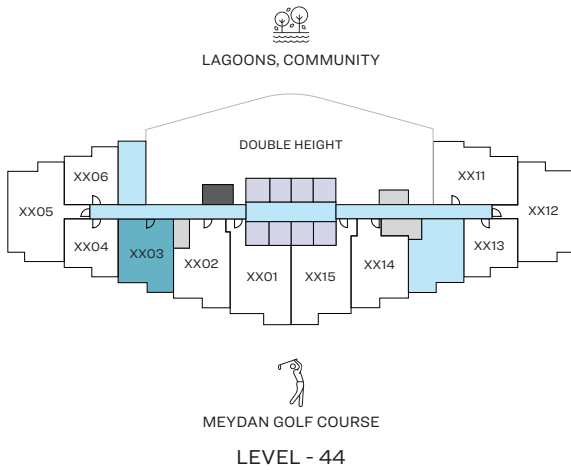 LAGOONS, COMMUNITY
DOUBLE HEIGHT
XX06
XX11
XX05
XX12
XX04
XX03
XX02
XX01
XX15
XX14
XX13
MEYDAN GOLF COURSE
LEVEL - 44